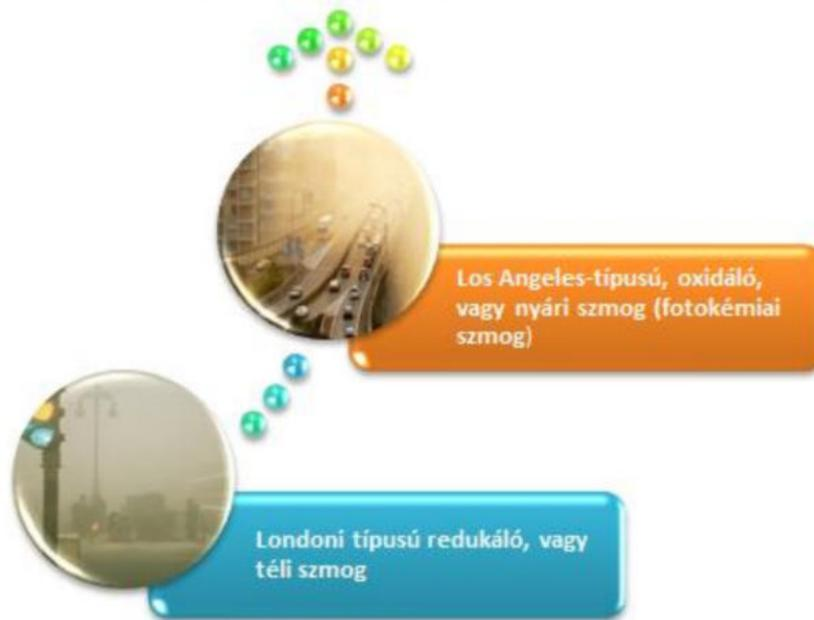 Los Angeles-típusú, oxidáló,
vagy nyári szmog (fotokémiai
szmog)
Londoni típusú redukáló, vagy
téli szmog